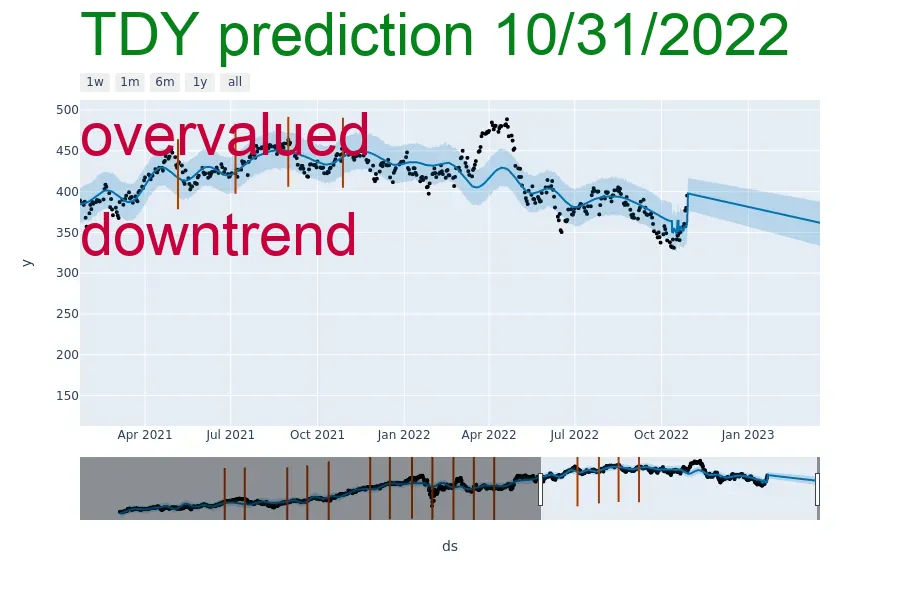 TDY prediction 10/31/2022
1w 1m 6m 1y all
500
overvalued
450
400
downtrend
350
y
300
250
200
150
Apr 2021 Jul 2021 Oct 2021 Jan 2022 Apr 2022 Jul 2022 Oct 2022 Jan 2023
ds